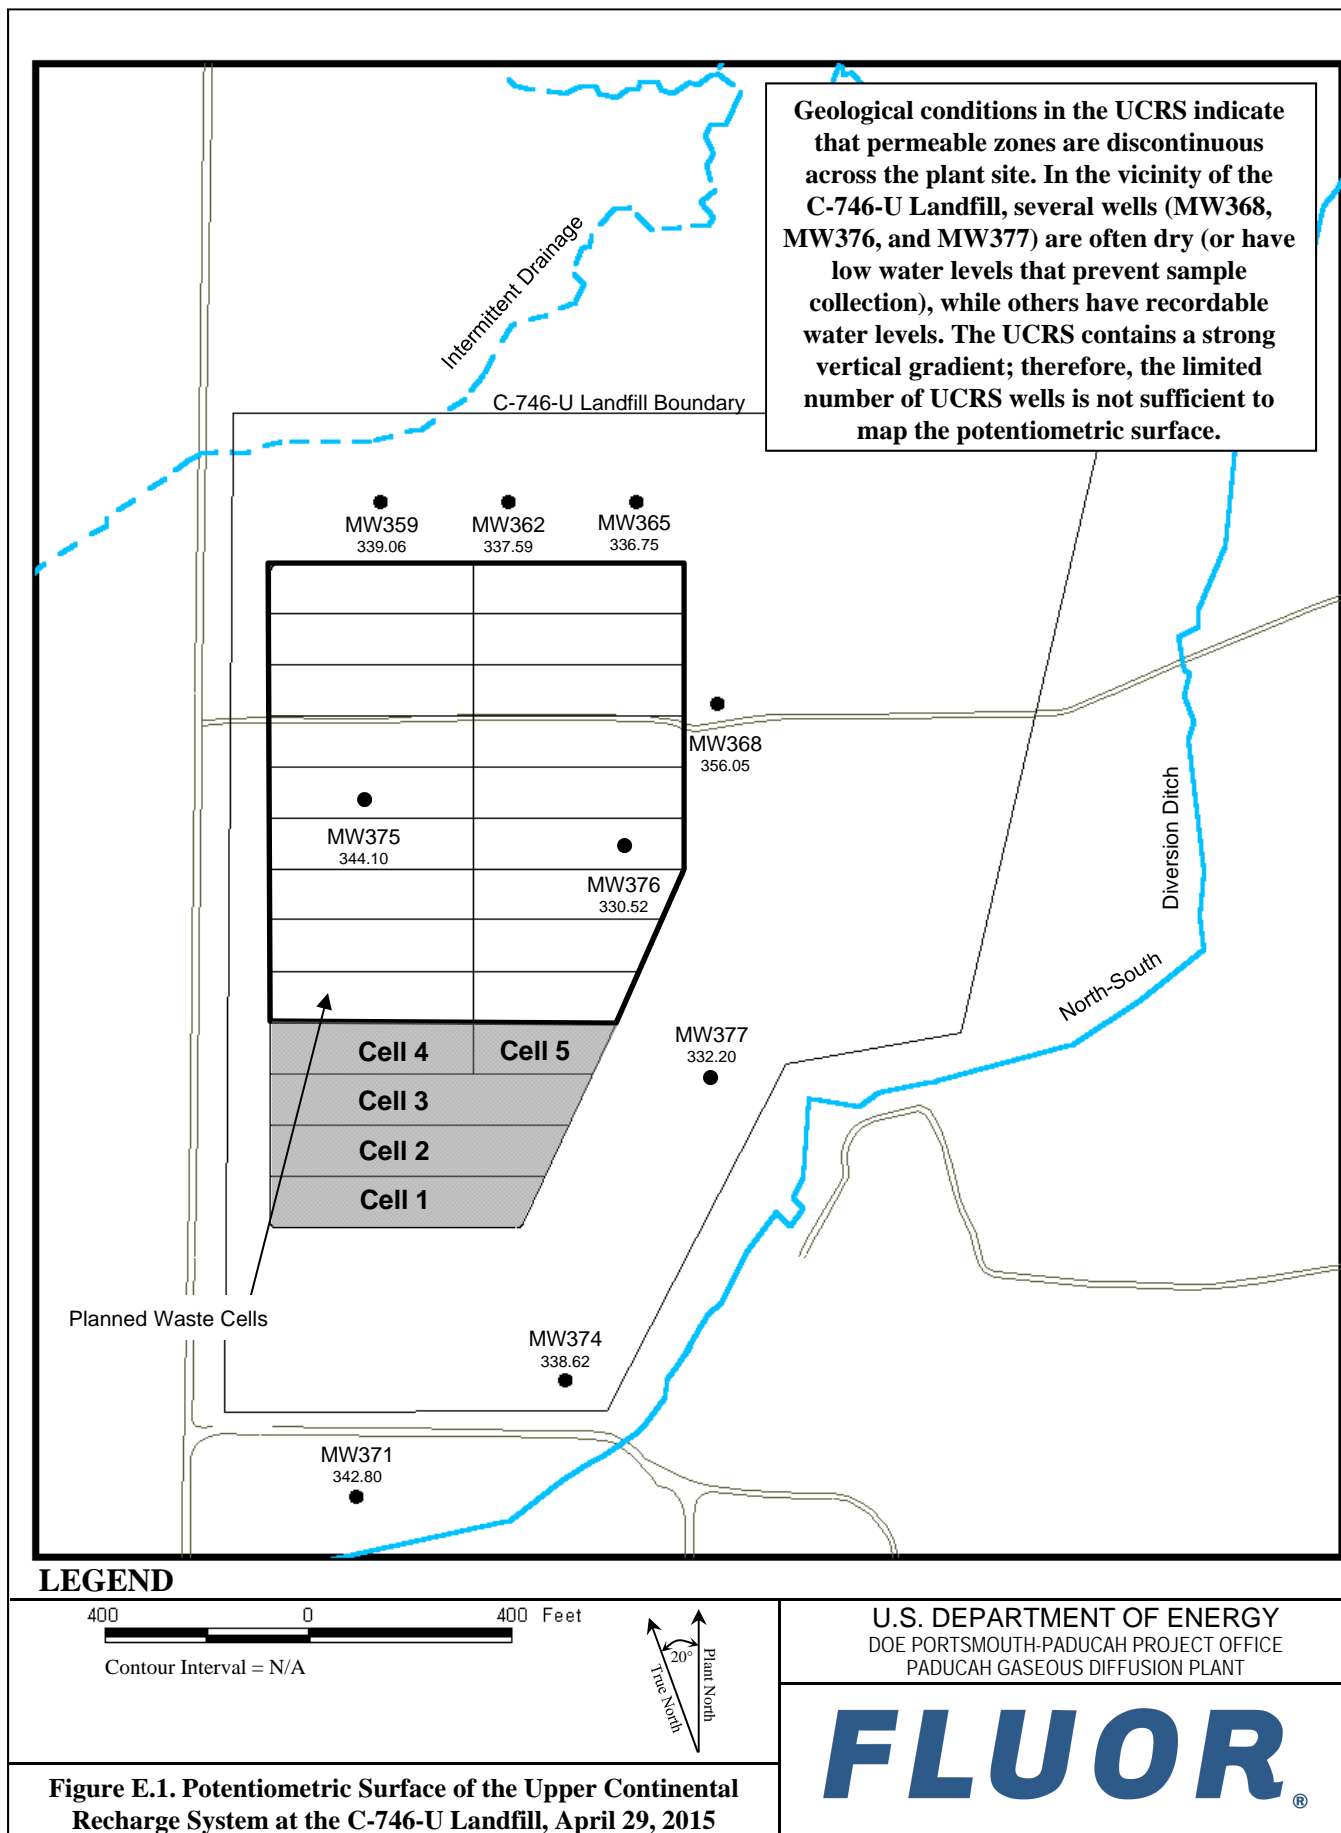 Geological conditions in the UCRS indicate
that permeable zones are discontinuous
across the plant site. In the vicinity of the
C-746-U Landfill, several wells (MW368,
MW376, and MW377) are often dry (or have
low water levels that prevent sample
collection), while others have recordable
water levels. The UCRS contains a strong
vertical gradient; therefore, the limited
number of UCRS wells is not sufficient to
map the potentiometric surface.
Intermittent Drainage
C-746-U Landfill Boundary
MW359
339.06
MW362
337.59
MW365
336.75
MW368
356.05
MW375
344.10
MW376
330.52
Diversion Ditch
North-South
MW377
332.20
Cell 4
Cell 5
Cell 3
Cell 2
Cell 1
Planned Waste Cells
MW374
338.62
MW371
342.80
LEGEND
400 0 400 Feet
Contour Interval = N/A
20°
True North
Plant North
U.S. DEPARTMENT OF ENERGY
DOE PORTSMOUTH-PADUCAH PROJECT OFFICE
PADUCAH GASEOUS DIFFUSION PLANT
FLUOR®
Figure E.1. Potentiometric Surface of the Upper Continental
Recharge System at the C-746-U Landfill, April 29, 2015